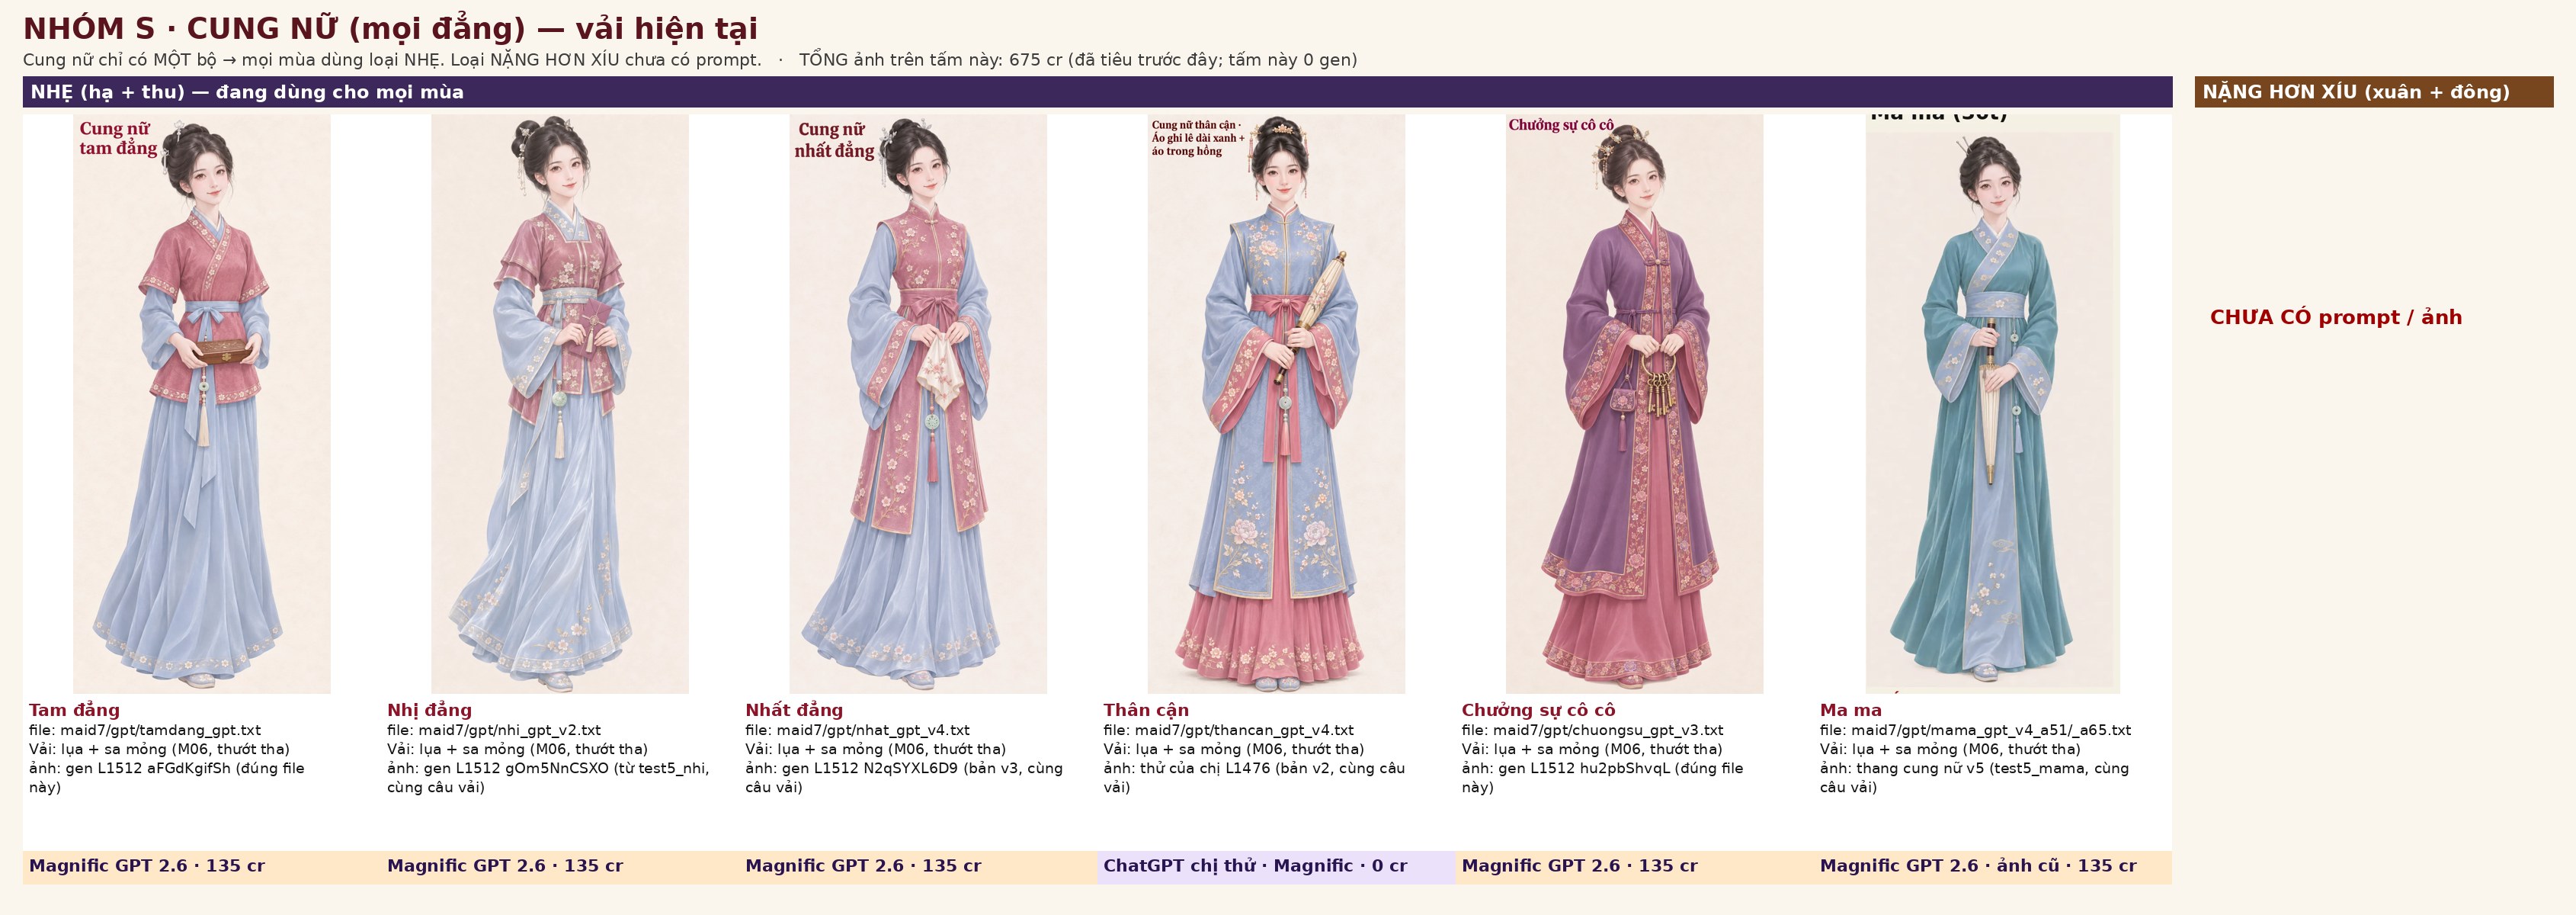 NHÓM S · CUNG NỮ (mọi đẳng) — vải hiện tại
Cung nữ chỉ có MỘT bộ → mọi mùa dùng loại NHẸ. Loại NẶNG HƠN XÍU chưa có prompt. · TỔNG ảnh trên tấm này: 675 cr (đã tiêu trước đây; tấm này 0 gen)
NHẸ (hạ + thu) — đang dùng cho mọi mùa
NẶNG HƠN XÍU (xuân + đông)
Cung nữ
tam đẳng
Cung nữ
nhất đẳng
Cung nữ thân cận ·
Áo ghi lê dài xanh +
áo trong hồng
Chưởng sự cô cô
Ma ma (50t)
CHƯA CÓ prompt / ảnh
Tam đẳng
file: maid7/gpt/tamdang_gpt.txt
Vải: lụa + sa mỏng (M06, thướt tha)
ảnh: gen L1512 aFGdKgifSh (đúng file
này)
Magnific GPT 2.6 · 135 cr
Nhị đẳng
file: maid7/gpt/nhi_gpt_v2.txt
Vải: lụa + sa mỏng (M06, thướt tha)
ảnh: gen L1512 gOm5NnCSXO (từ test5_nhi,
cùng câu vải)
Magnific GPT 2.6 · 135 cr
Nhất đẳng
file: maid7/gpt/nhat_gpt_v4.txt
Vải: lụa + sa mỏng (M06, thướt tha)
ảnh: gen L1512 N2qSYXL6D9 (bản v3, cùng
câu vải)
Magnific GPT 2.6 · 135 cr
Thân cận
file: maid7/gpt/thancan_gpt_v4.txt
Vải: lụa + sa mỏng (M06, thướt tha)
ảnh: thử của chị L1476 (bản v2, cùng câu
vải)
ChatGPT chị thử · Magnific · 0 cr
Chưởng sự cô cô
file: maid7/gpt/chuongsu_gpt_v3.txt
Vải: lụa + sa mỏng (M06, thướt tha)
ảnh: gen L1512 hu2pbShvqL (đúng file
này)
Magnific GPT 2.6 · 135 cr
Ma ma
file: maid7/gpt/mama_gpt_v4_a51/_a65.txt
Vải: lụa + sa mỏng (M06, thướt tha)
ảnh: thang cung nữ v5 (test5_mama, cùng
câu vải)
Magnific GPT 2.6 · ảnh cũ · 135 cr